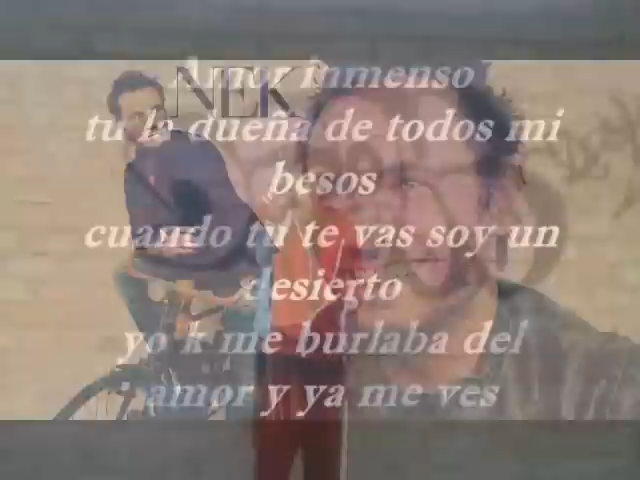 NEK
Amor inmenso
tu la dueña de todos mi
besos
cuando tu te vas soy un
desierto
yo k me burlaba del
amor y ya me ves